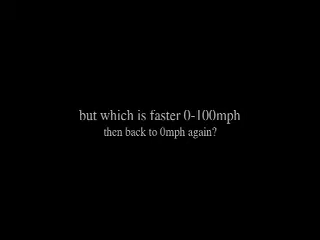 but which is faster 0-100mph
then back to 0mph again?